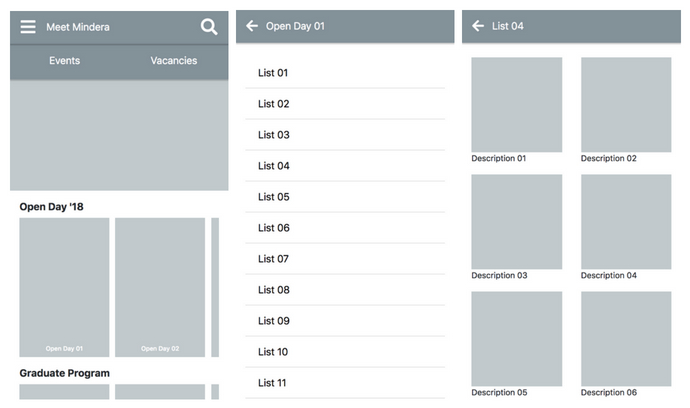 Meet Mindera
Events
Vacancies
Open Day '18
Open Day 01
Open Day 02
Graduate Program
Open Day 01
List 01
List 02
List 03
List 04
List 05
List 06
List 07
List 08
List 09
List 10
List 11
List 04
Description 01
Description 02
Description 03
Description 04
Description 05
Description 06